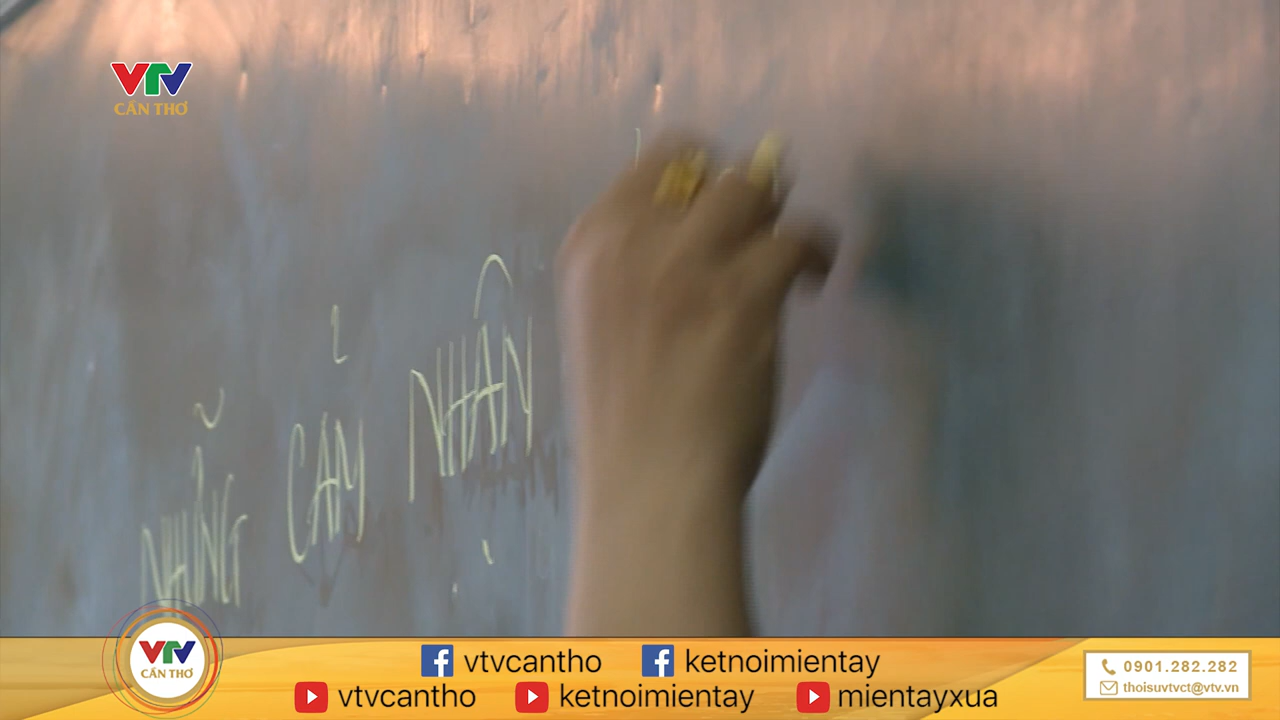 VTV
CẦN THƠ
NHỮNG CẢM NHẬN
VTV
CẦN THƠ
vtvcantho ketnoimientay
vtvcantho ketnoimientay mientayxua
0901.282.282
thoisuvtvct@vtv.vn